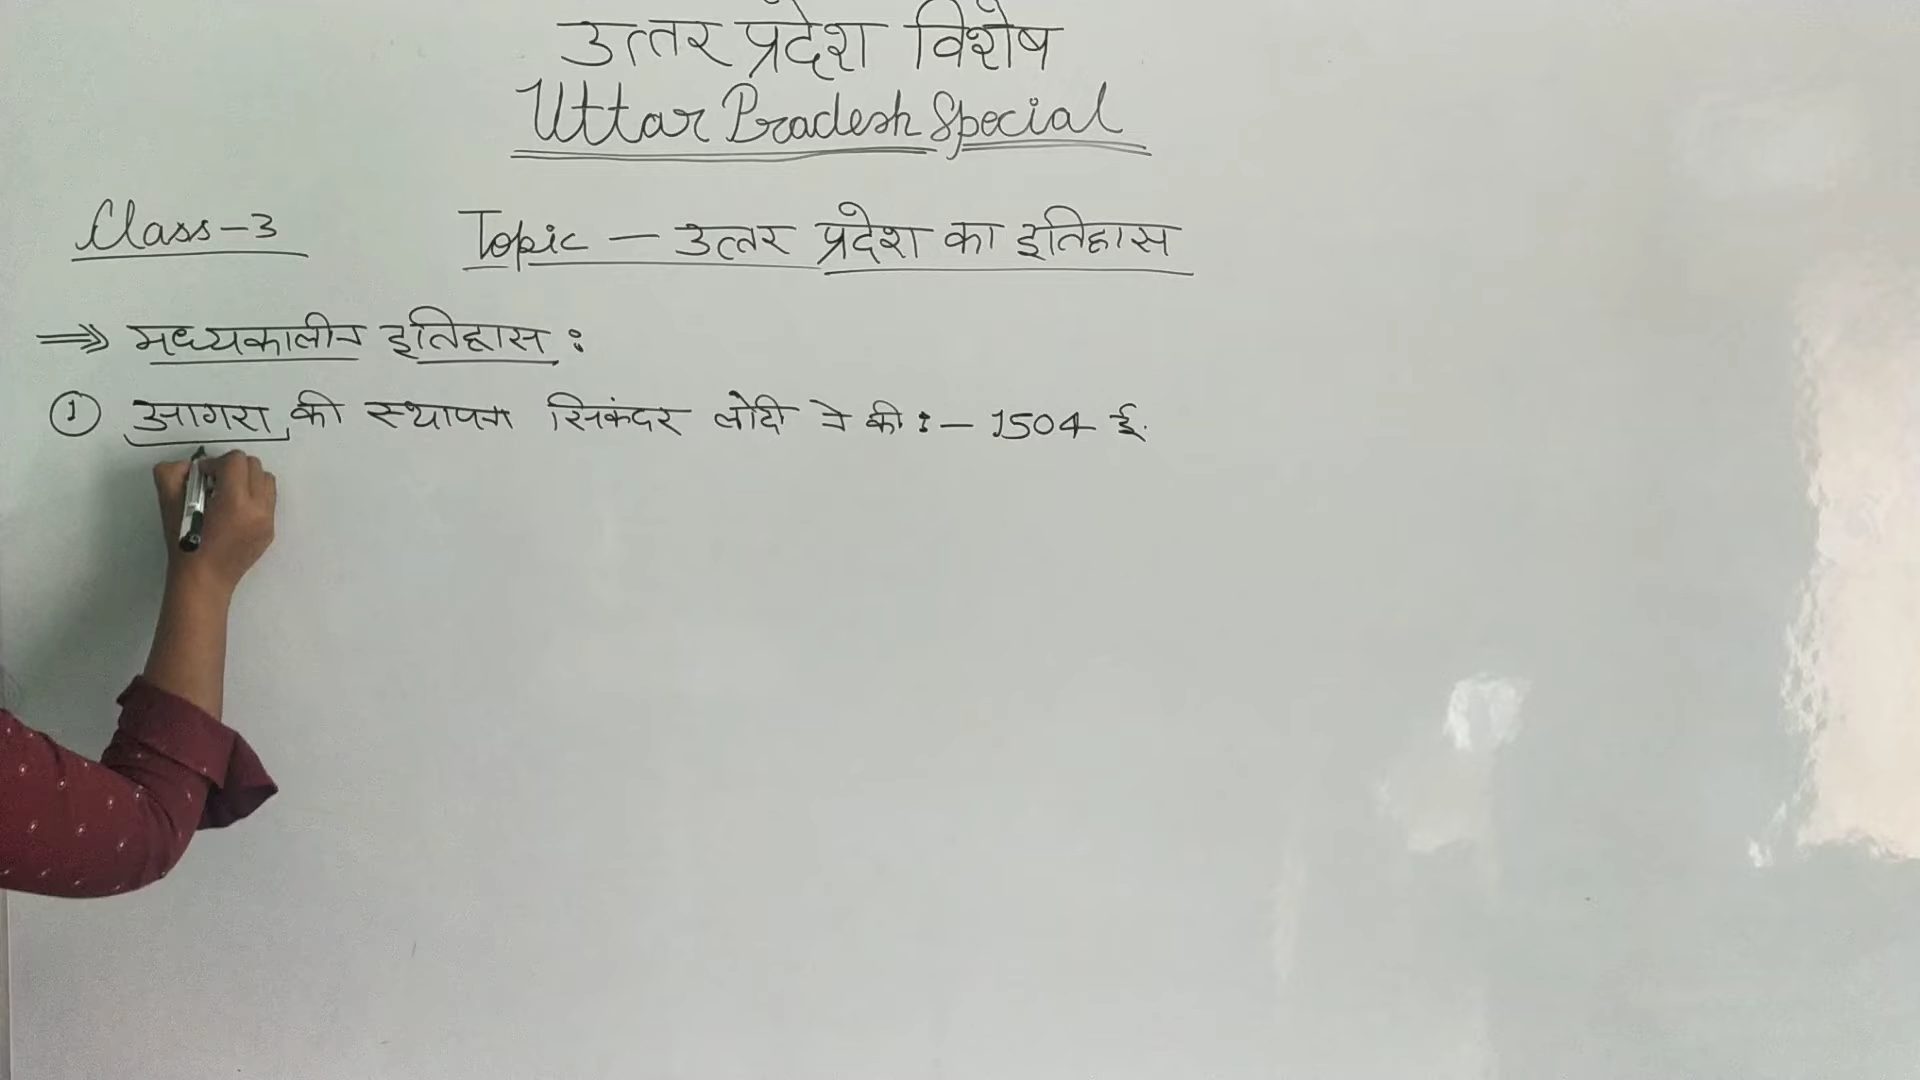 उत्तर प्रदेश विशेष
Uttar Pradesh Special
Class-3 Topic - उत्तर प्रदेश का इतिहास
⇒ मध्यकालीन इतिहास :
① आगरा की स्थापना सिकंदर लोदी ने की :- 1504 ई.